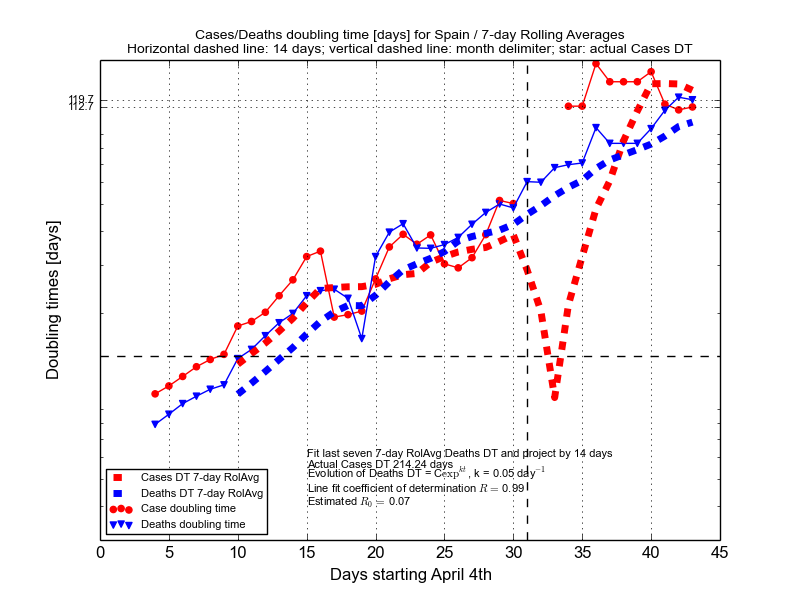 Cases/Deaths doubling time [days] for Spain / 7-day Rolling Averages
Horizontal dashed line: 14 days; vertical dashed line: month delimiter; star: actual Cases DT
119.7
112.7
Doubling times [days]
Fit last seven 7-day RolAvg Deaths DT and project by 14 days
Actual Cases DT 214.24 days
Evolution of Deaths DT = C exp^{kt}, k = 0.05 day^{-1}
Line fit coefficient of determination R = 0.99
Estimated R_0 = 0.07
Cases DT 7-day RolAvg
Deaths DT 7-day RolAvg
Case doubling time
Deaths doubling time
0 5 10 15 20 25 30 35 40 45
Days starting April 4th